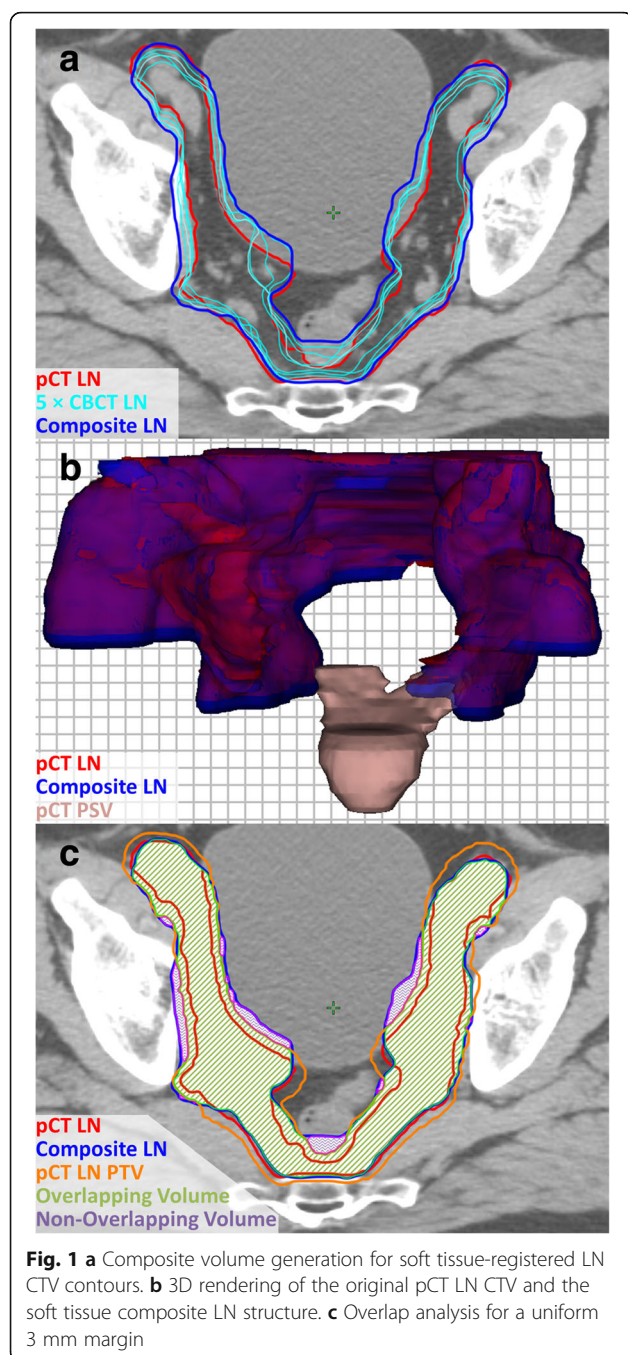 a
pCT LN
5 × CBCT LN
Composite LN
b
pCT LN
Composite LN
pCT PSV
c
pCT LN
Composite LN
pCT LN PTV
Overlapping Volume
Non-Overlapping Volume
Fig. 1 a Composite volume generation for soft tissue-registered LN
CTV contours. b 3D rendering of the original pCT LN CTV and the
soft tissue composite LN structure. c Overlap analysis for a uniform
3 mm margin